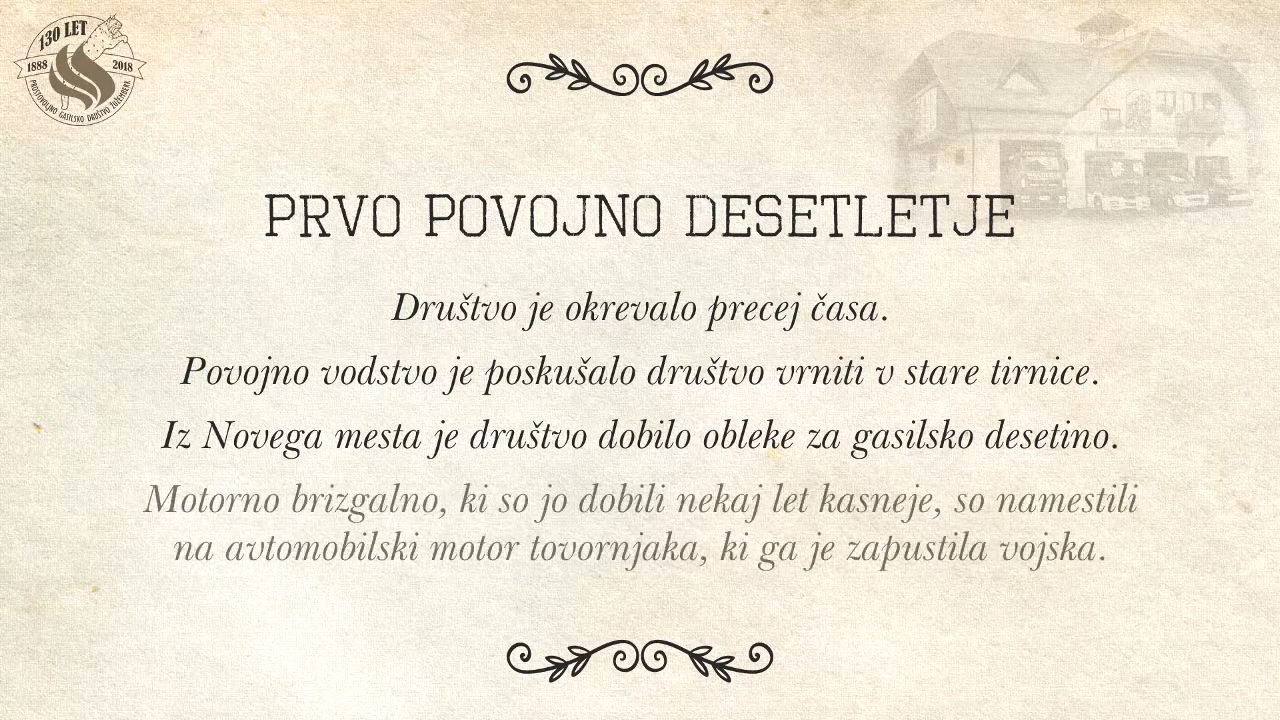 130 LET
1888 2018
PROSTOVOLJNO GASILSKO DRUŠTVO ŽUŽEMBERK
PRVO POVOJNO DESETLETJE
Društvo je okrevalo precej časa.
Povojno vodstvo je poskušalo društvo vrniti v stare tirnice.
Iz Novega mesta je društvo dobilo obleke za gasilsko desetino.
Motorno brizgalno, ki so jo dobili nekaj let kasneje, so namestili
na avtomobilski motor tovornjaka, ki ga je zapustila vojska.